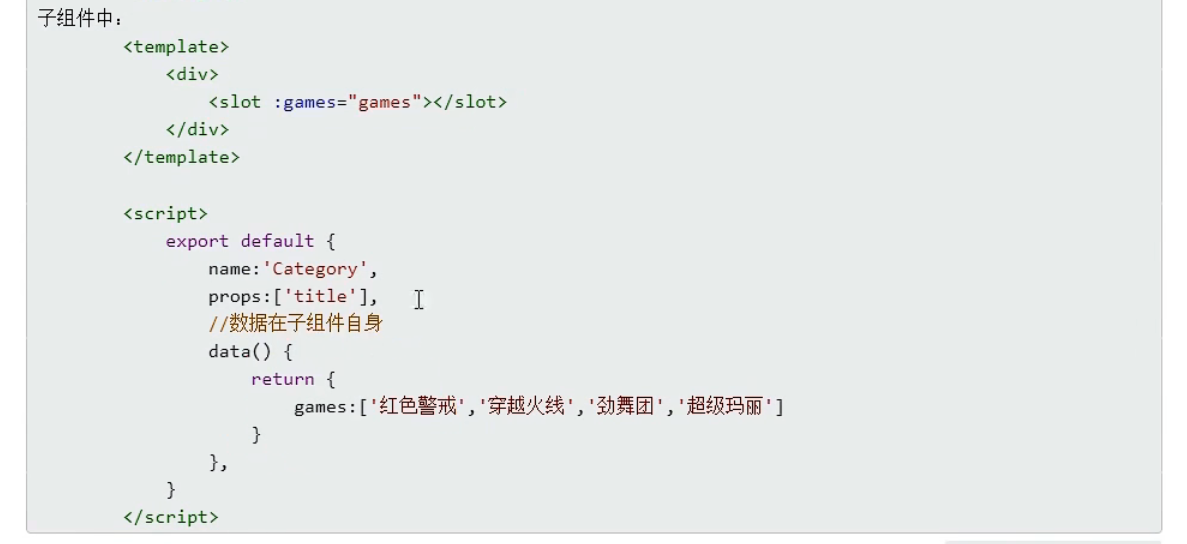 子组件中：
<template>
<div>
<slot :games="games"></slot>
</div>
</template>
<script>
export default {
name:'Category',
props:['title'],
//数据在子组件自身
data() {
return {
games:['红色警戒','穿越火线','劲舞团','超级玛丽']
}
},
}
</script>